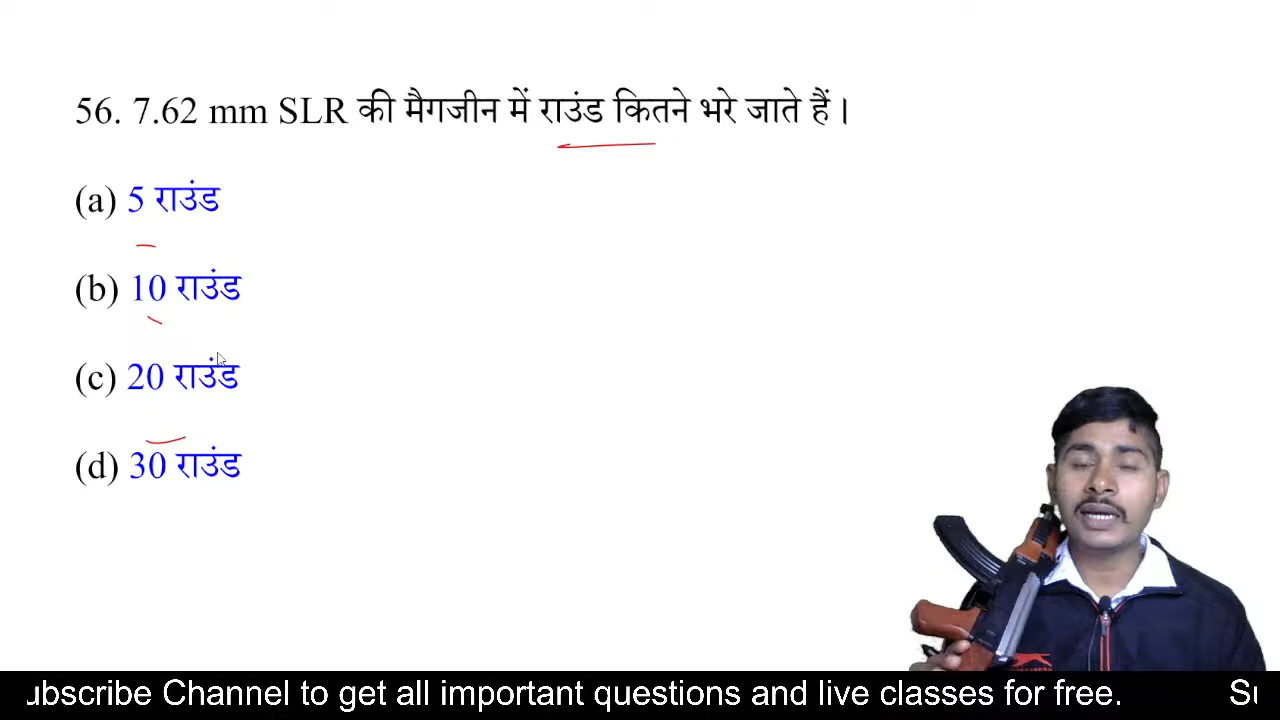 56. 7.62 mm SLR की मैगजीन में राउंड कितने भरे जाते हैं।
(a) 5 राउंड
(b) 10 राउंड
(c) 20 राउंड
(d) 30 राउंड
ubscribe Channel to get all important questions and live classes for free. Su